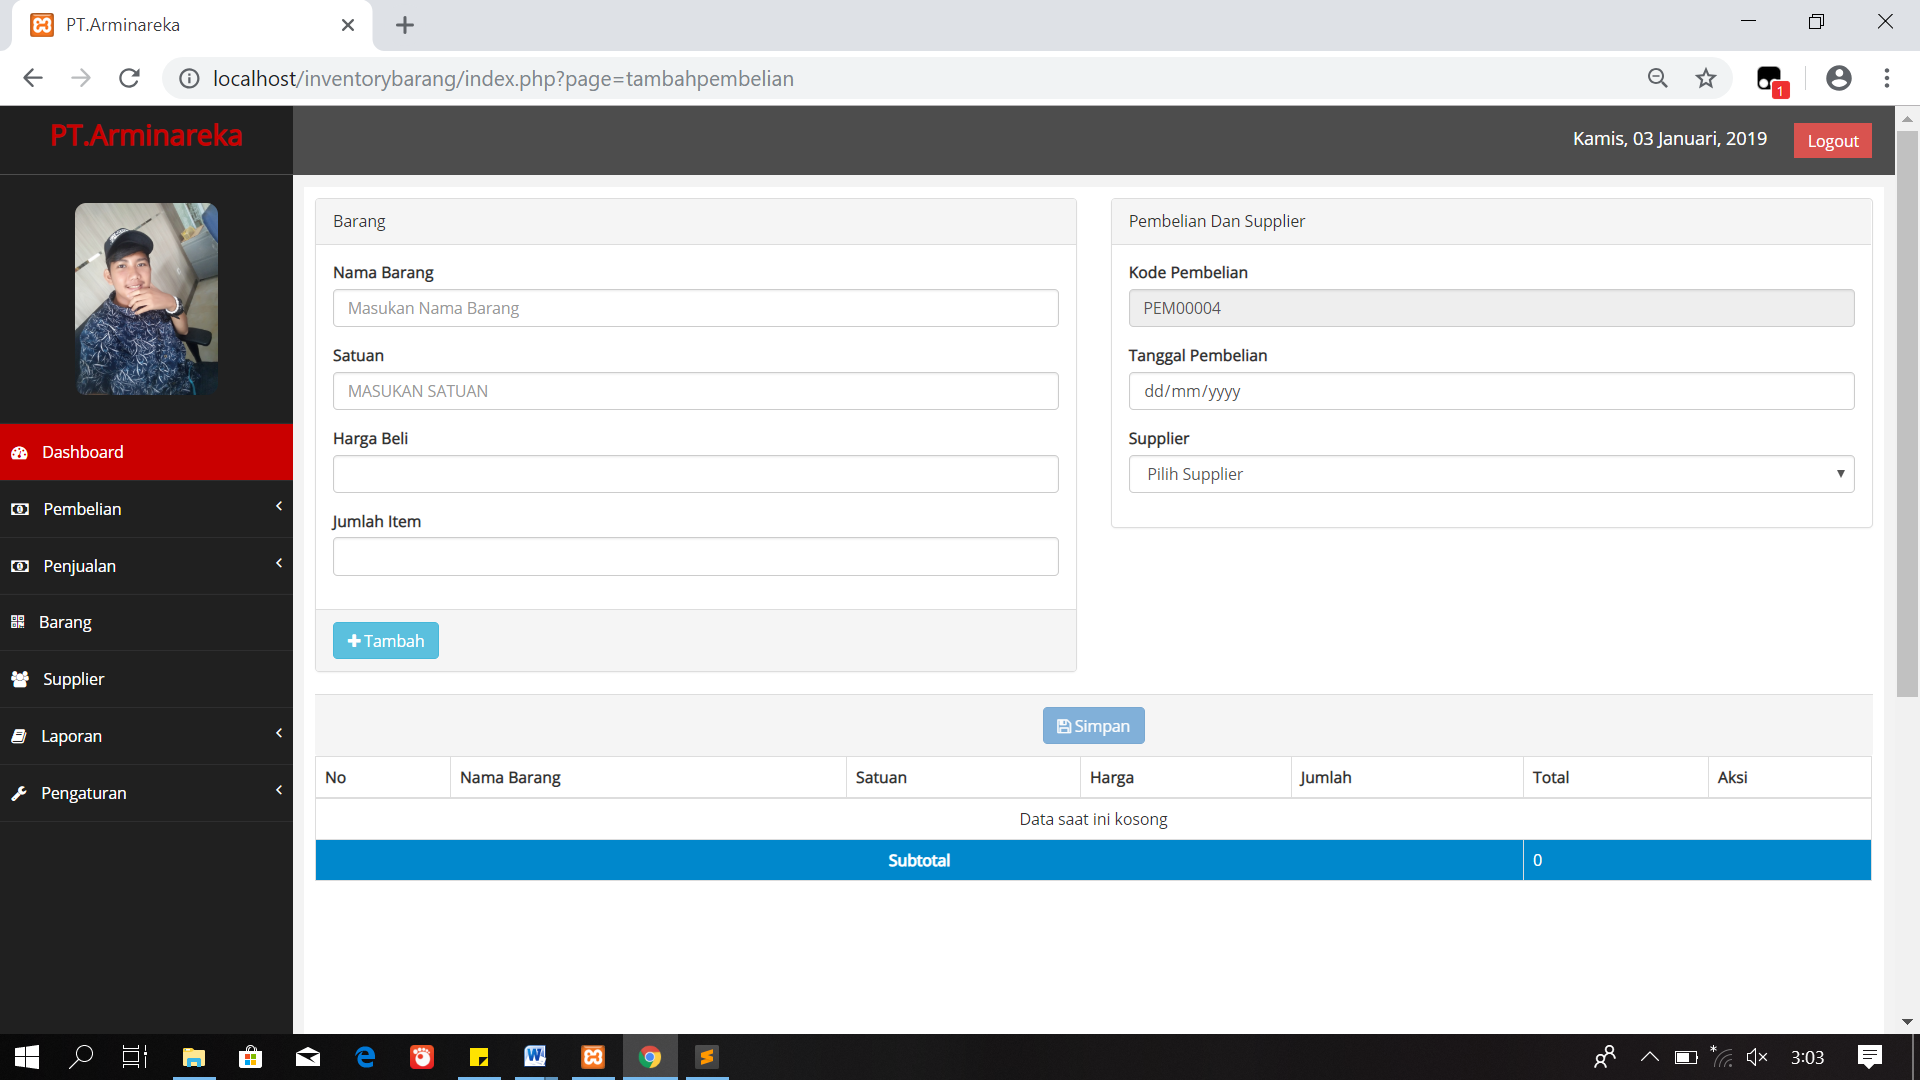 PT.Arminareka
localhost/inventorybarang/index.php?page=tambahpembelian
1
PT.Arminareka
Kamis, 03 Januari, 2019
Logout
Dashboard
Pembelian
Penjualan
Barang
Supplier
Laporan
Pengaturan
Barang
Nama Barang
Masukan Nama Barang
Satuan
MASUKAN SATUAN
Harga Beli
Jumlah Item
Tambah
Pembelian Dan Supplier
Kode Pembelian
PEM00004
Tanggal Pembelian
dd/mm/yyyy
Supplier
Pilih Supplier
Simpan
No Nama Barang Satuan Harga Jumlah Total Aksi
Data saat ini kosong
Subtotal 0
3:03